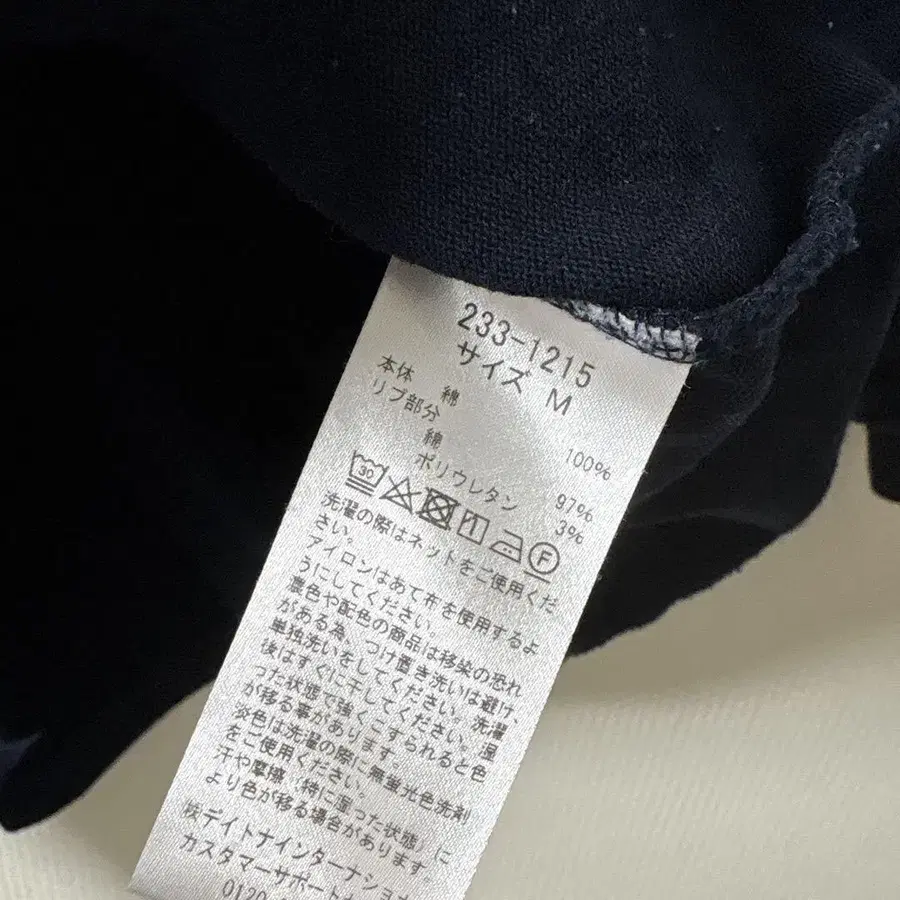 233-1215
サイズ M
本体 綿 100%
リブ部分
綿 97%
ポリウレタン 3%
30 F
洗濯の際はネットをご使用くだ
さい。
アイロンはあて布を使用するよ
うにしてください。
濃色や配色の商品は移染の恐れ
がある為、つけ置き洗いは避け、
単独洗いをしてください。洗濯
後はすぐに干してください。湿
った状態で強くこすられると色
が移る事があります。
淡色は洗濯の際に無蛍光色洗剤
をご使用ください。
汗や摩擦（特に湿った状態）に
より色が移る場合があります。
㈱デイトナインターナショナ
カスタマーサポート
0120